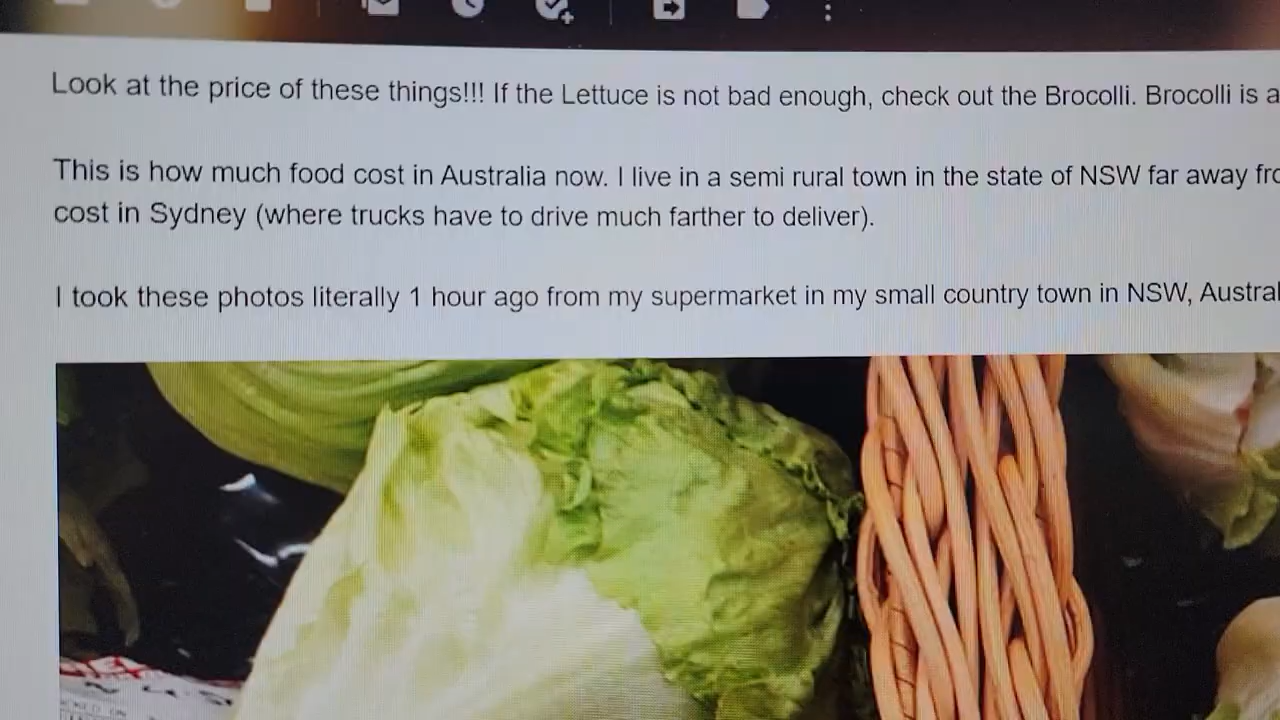 Look at the price of these things!!! If the Lettuce is not bad enough, check out the Brocolli. Brocolli is a
This is how much food cost in Australia now. I live in a semi rural town in the state of NSW far away
cost in Sydney (where trucks have to drive much farther to deliver).
I took these photos literally 1 hour ago from my supermarket in my small country town in NSW,